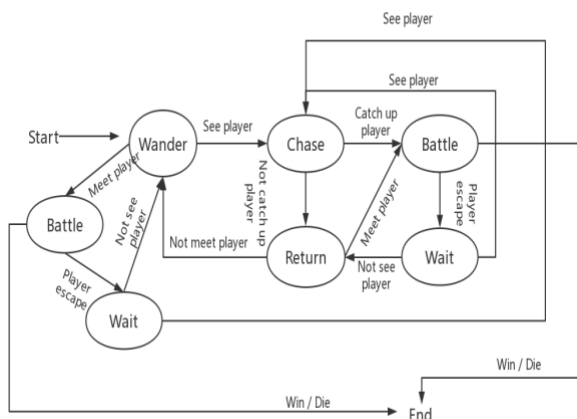 See player
See player
Start
Wander
See player
Chase
Catch up
player
Battle
Meet player
Not see
player
Not catch up
player
Meet player
Player
escape
Battle
Not meet player
Return
Not see
player
Wait
Player
escape
Wait
Win / Die
Win / Die
End